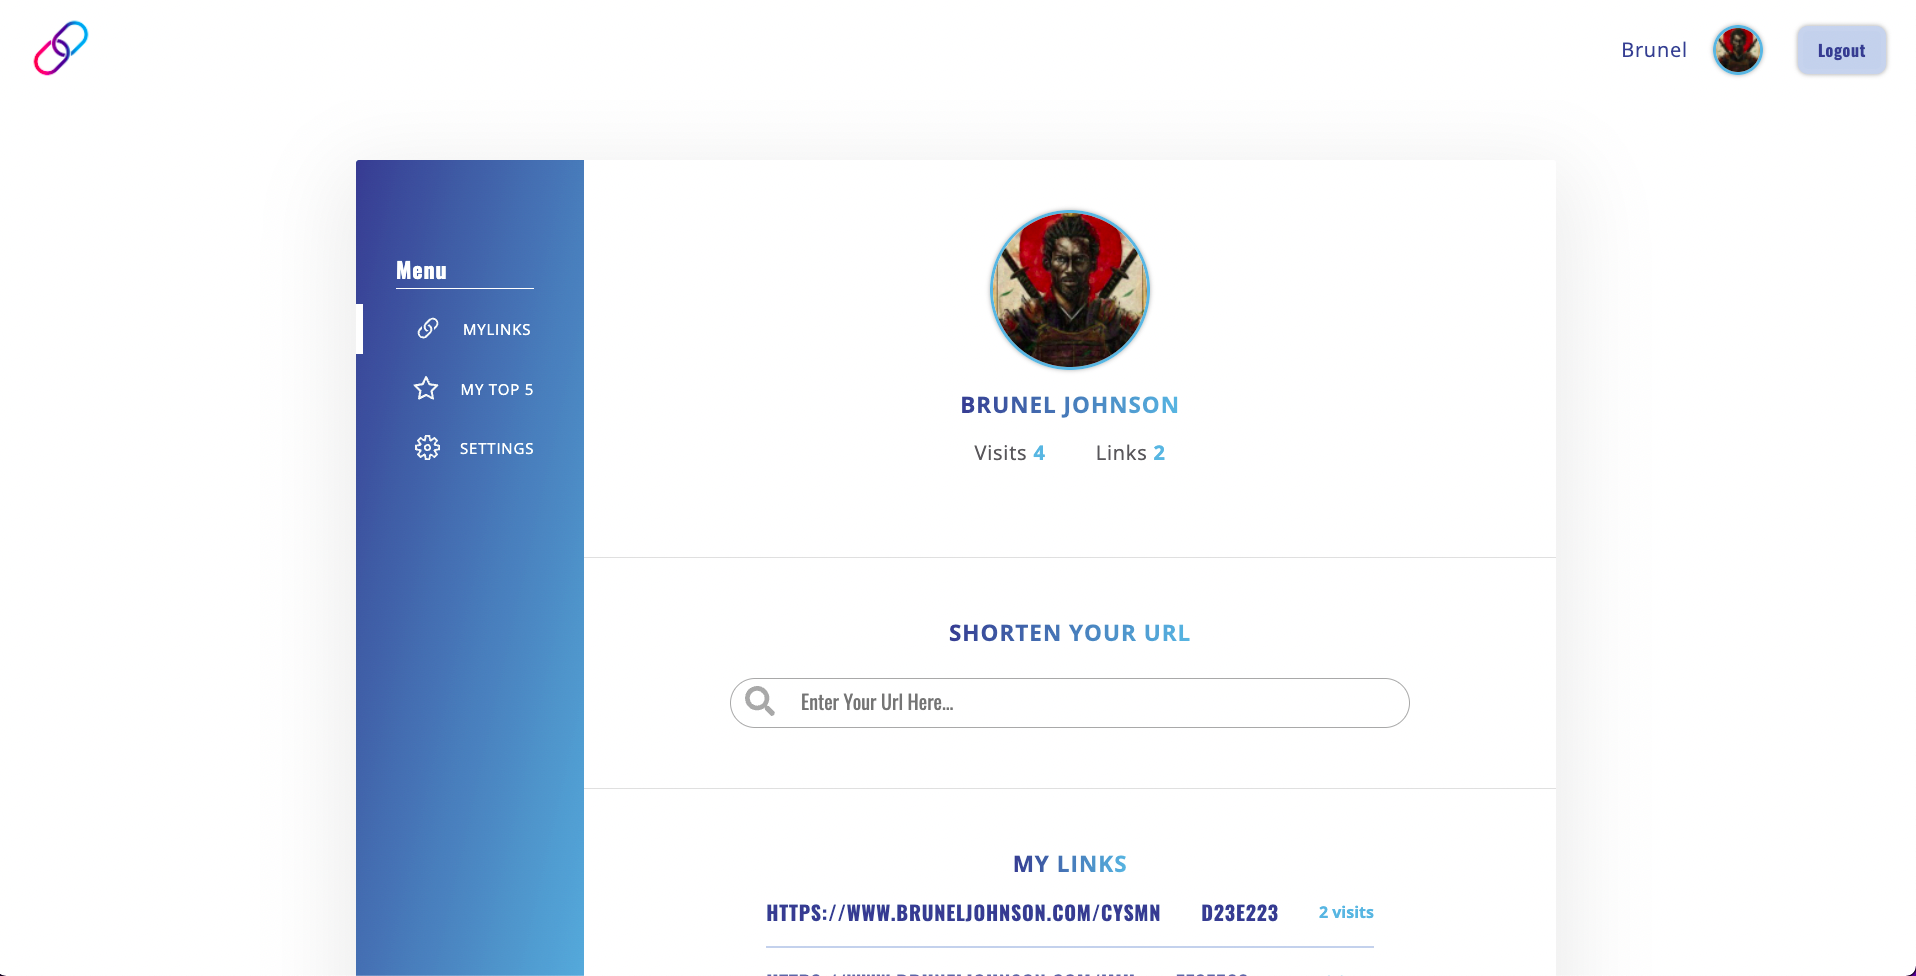 Brunel
Logout
Menu
MYLINKS
MY TOP 5
SETTINGS
BRUNEL JOHNSON
Visits 4 Links 2
SHORTEN YOUR URL
Enter Your Url Here...
MY LINKS
HTTPS://WWW.BRUNELJOHNSON.COM/CYSMN D23E223 2 visits